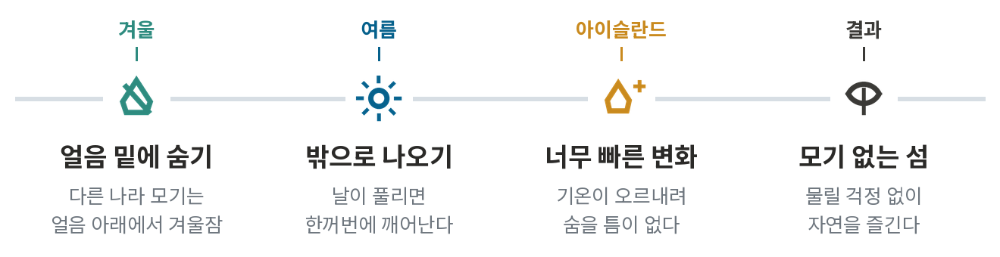 겨울
얼음 밑에 숨기
다른 나라 모기는
얼음 아래에서 겨울잠
여름
밖으로 나오기
날이 풀리면
한꺼번에 깨어난다
아이슬란드
너무 빠른 변화
기온이 오르내려
숨을 틈이 없다
결과
모기 없는 섬
물릴 걱정 없이
자연을 즐긴다